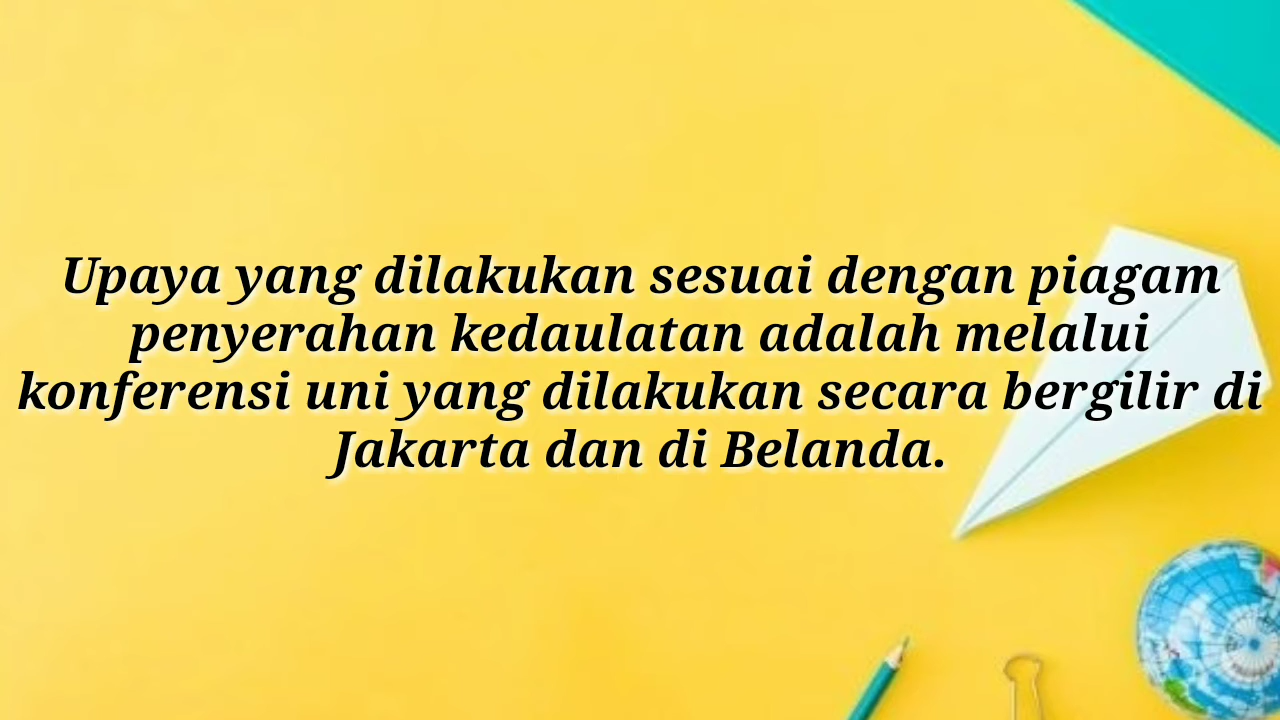 Upaya yang dilakukan sesuai dengan piagam
penyerahan kedaulatan adalah melalui
konferensi uni yang dilakukan secara bergilir di
Jakarta dan di Belanda.